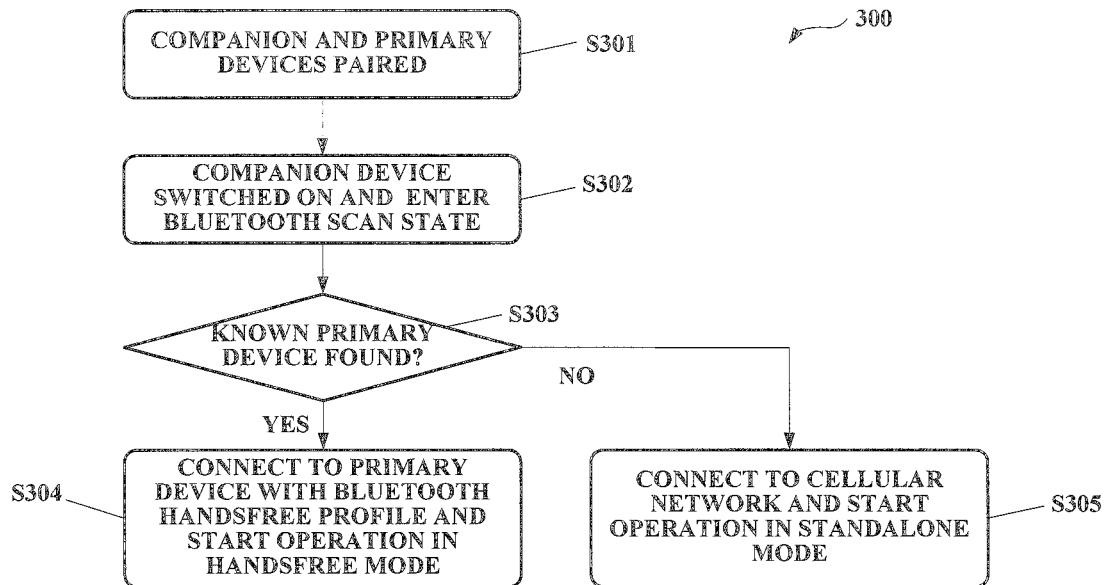 300
COMPANION AND PRIMARY
DEVICES PAIRED
S301
COMPANION DEVICE
SWITCHED ON AND ENTER
BLUETOOTH SCAN STATE
S302
S303
KNOWN PRIMARY
DEVICE FOUND?
NO
YES
S304
CONNECT TO PRIMARY
DEVICE WITH BLUETOOTH
HANDSFREE PROFILE AND
START OPERATION IN
HANDSFREE MODE
CONNECT TO CELLULAR
NETWORK AND START
OPERATION IN STANDALONE
MODE
S305